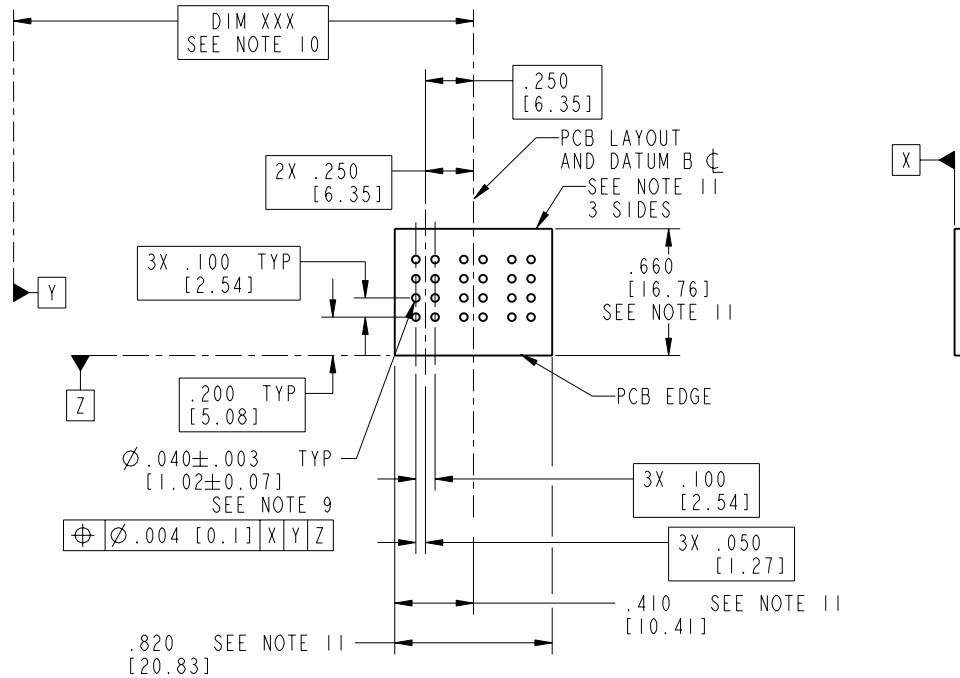 DIM XXX
SEE NOTE 10
.250
[6.35]
PCB LAYOUT
AND DATUM B ℄
2X .250
[6.35]
SEE NOTE 11
3 SIDES
X
3X .100 TYP
[2.54]
.660
[16.76]
SEE NOTE 11
Y
Z
.200 TYP
[5.08]
PCB EDGE
Ø.040±.003 TYP
[1.02±0.07]
SEE NOTE 9
⌖ Ø.004 [0.1] X Y Z
3X .100
[2.54]
3X .050
[1.27]
.410 SEE NOTE 11
[10.41]
.820 SEE NOTE 11
[20.83]